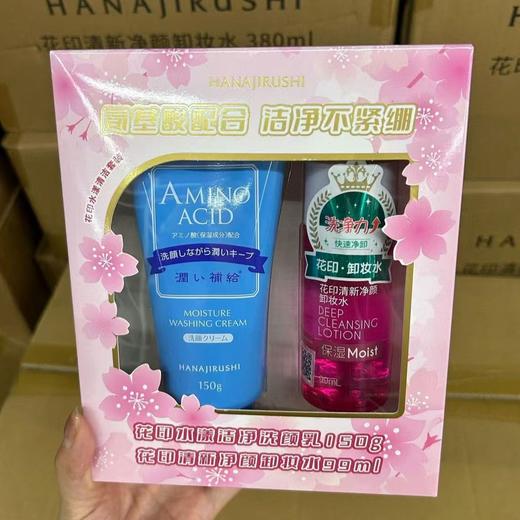 HANAJIRUSHI
花印清新净颜卸妆水 380ml
HANAJIRUSHI
氨基酸配合 洁净不紧绷
花印水漾清洁套装
AMINO
ACID
アミノ酸(保湿成分)配合
洗顔しながら潤いキープ
潤い補給
MOISTURE
WASHING CREAM
洗顔クリーム
HANAJIRUSHI
150g
洗净力
快速净卸
花印·卸妆水
花印清新净颜
卸妆水
DEEP
CLEANSING
LOTION
保湿Moist
99mL
花印水漾洁净洗颜乳150g
花印清新净颜卸妆水99ml